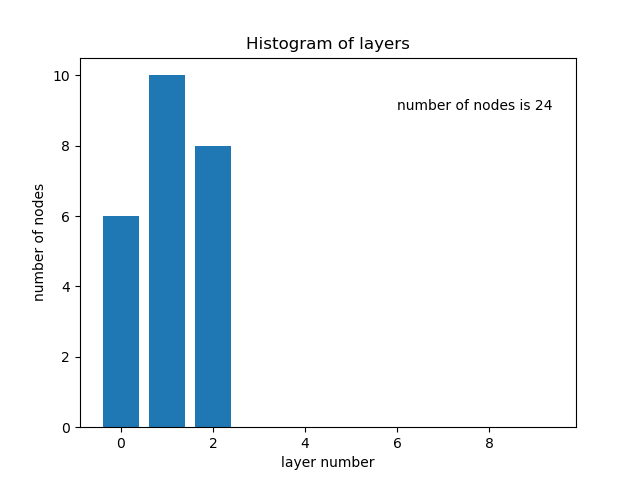 Histogram of layers
number of nodes is 24
number of nodes
10
8
6
4
2
0
0
2
4
6
8
layer number